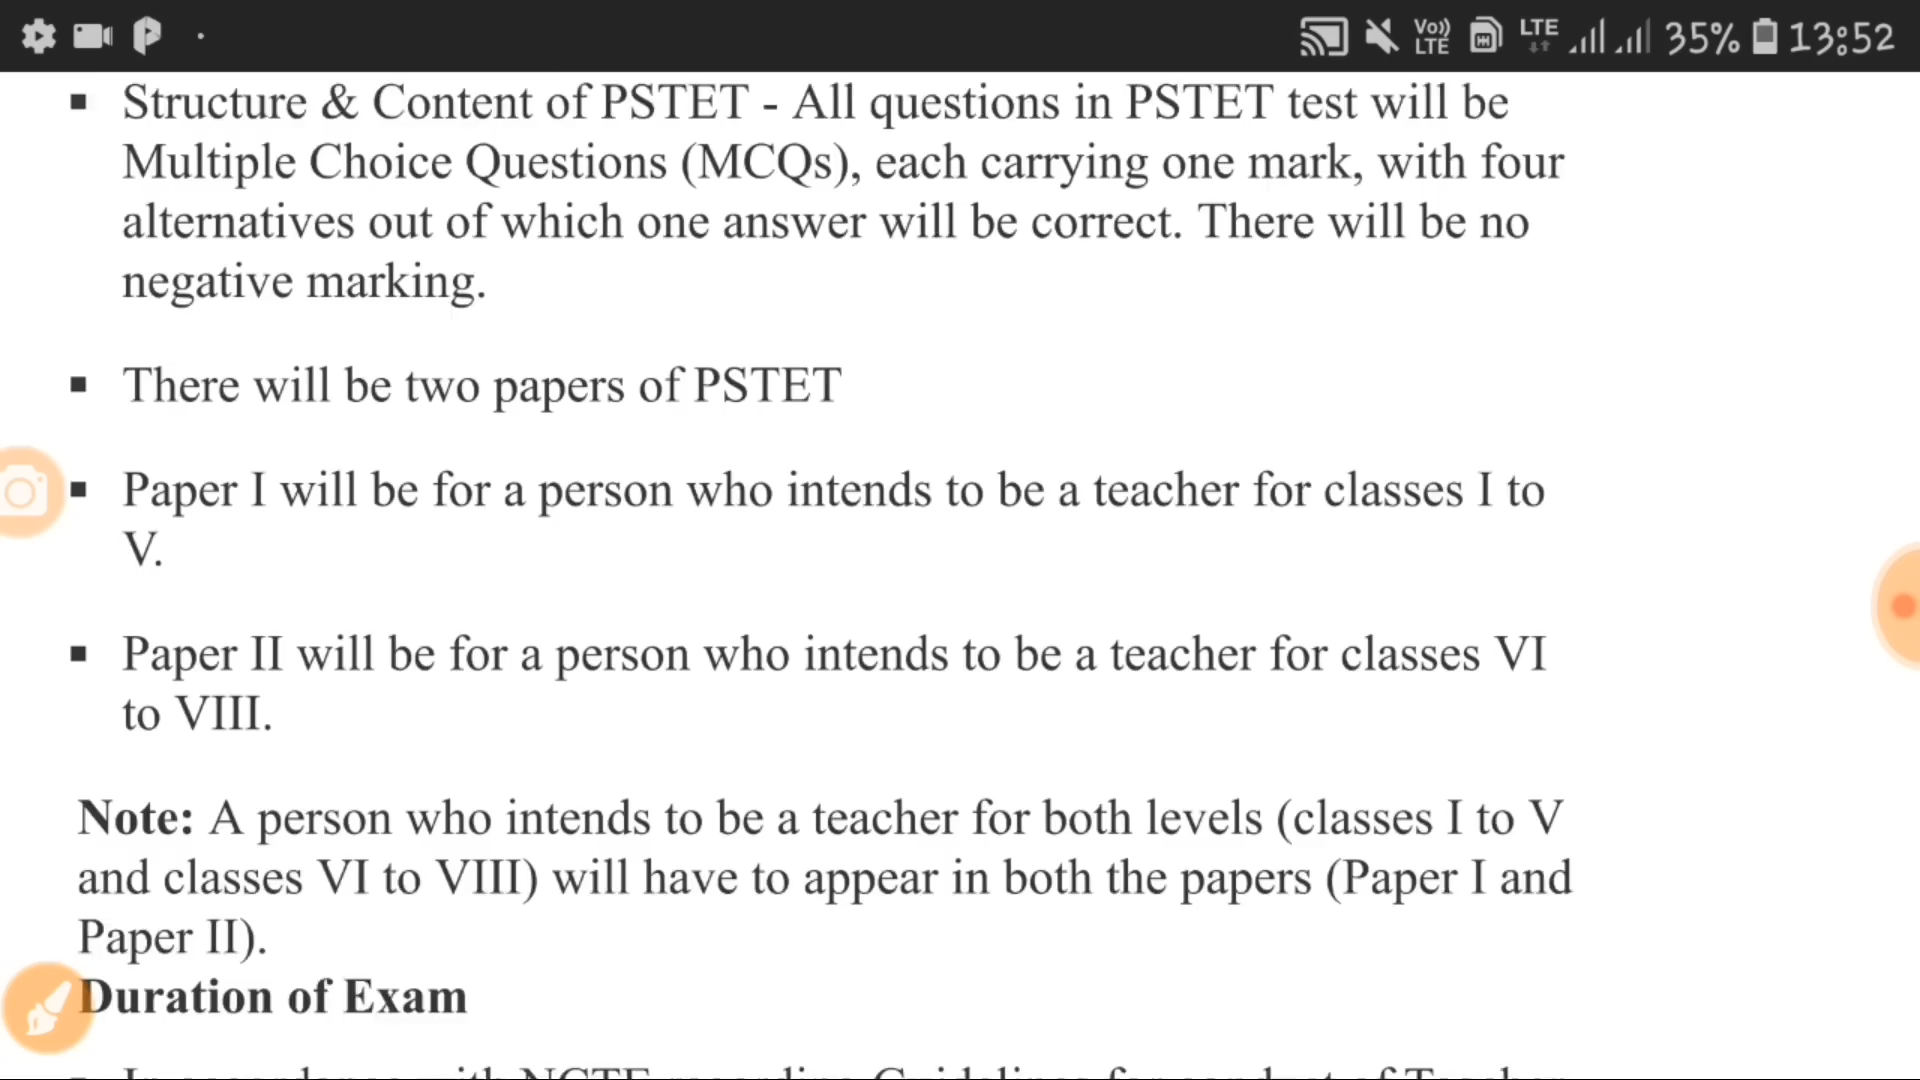 Vo)) LTE LTE 35% 13:52
▪ Structure & Content of PSTET - All questions in PSTET test will be
Multiple Choice Questions (MCQs), each carrying one mark, with four
alternatives out of which one answer will be correct. There will be no
negative marking.
▪ There will be two papers of PSTET
▪ Paper I will be for a person who intends to be a teacher for classes I to
V.
▪ Paper II will be for a person who intends to be a teacher for classes VI
to VIII.
Note: A person who intends to be a teacher for both levels (classes I to V
and classes VI to VIII) will have to appear in both the papers (Paper I and
Paper II).
Duration of Exam